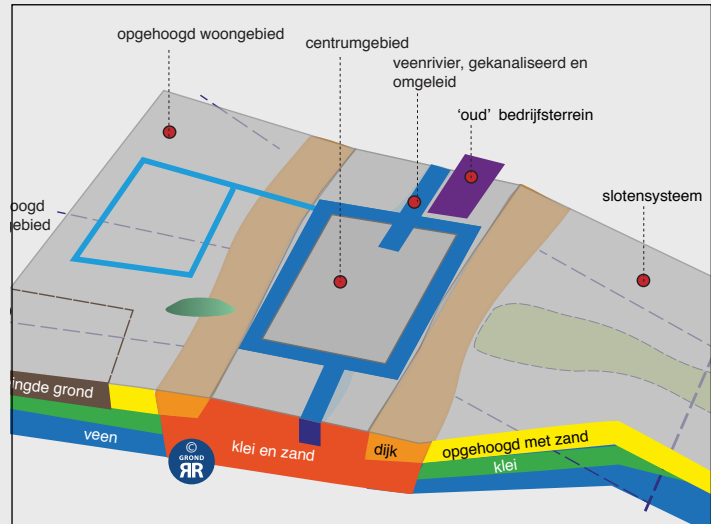 opgehoogd woongebied
centrumgebied
veenrivier, gekanaliseerd en
omgeleid
'oud' bedrijfsterrein
slotensysteem
oogd
ebied
ingde grond
veen
klei en zand
dijk
opgehoogd met zand
klei
©
GROND
RR